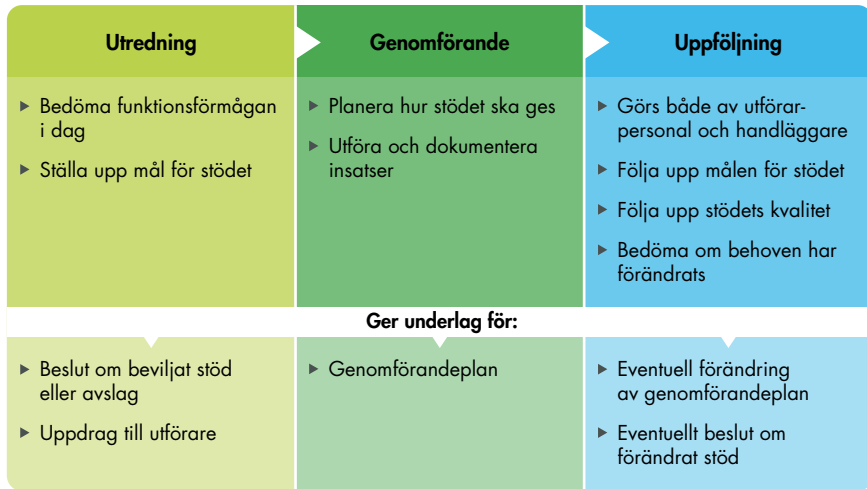 Utredning
Genomförande
Uppföljning
Bedöma funktionsförmågan
i dag
Ställa upp mål för stödet
Planera hur stödet ska ges
Utföra och dokumentera
insatser
Görs både av utförar-
personal och handläggare
Följa upp målen för stödet
Följa upp stödets kvalitet
Bedöma om behoven har
förändrats
Ger underlag för:
Beslut om beviljat stöd
eller avslag
Uppdrag till utförare
Genomförandeplan
Eventuell förändring
av genomförandeplan
Eventuellt beslut om
förändrat stöd